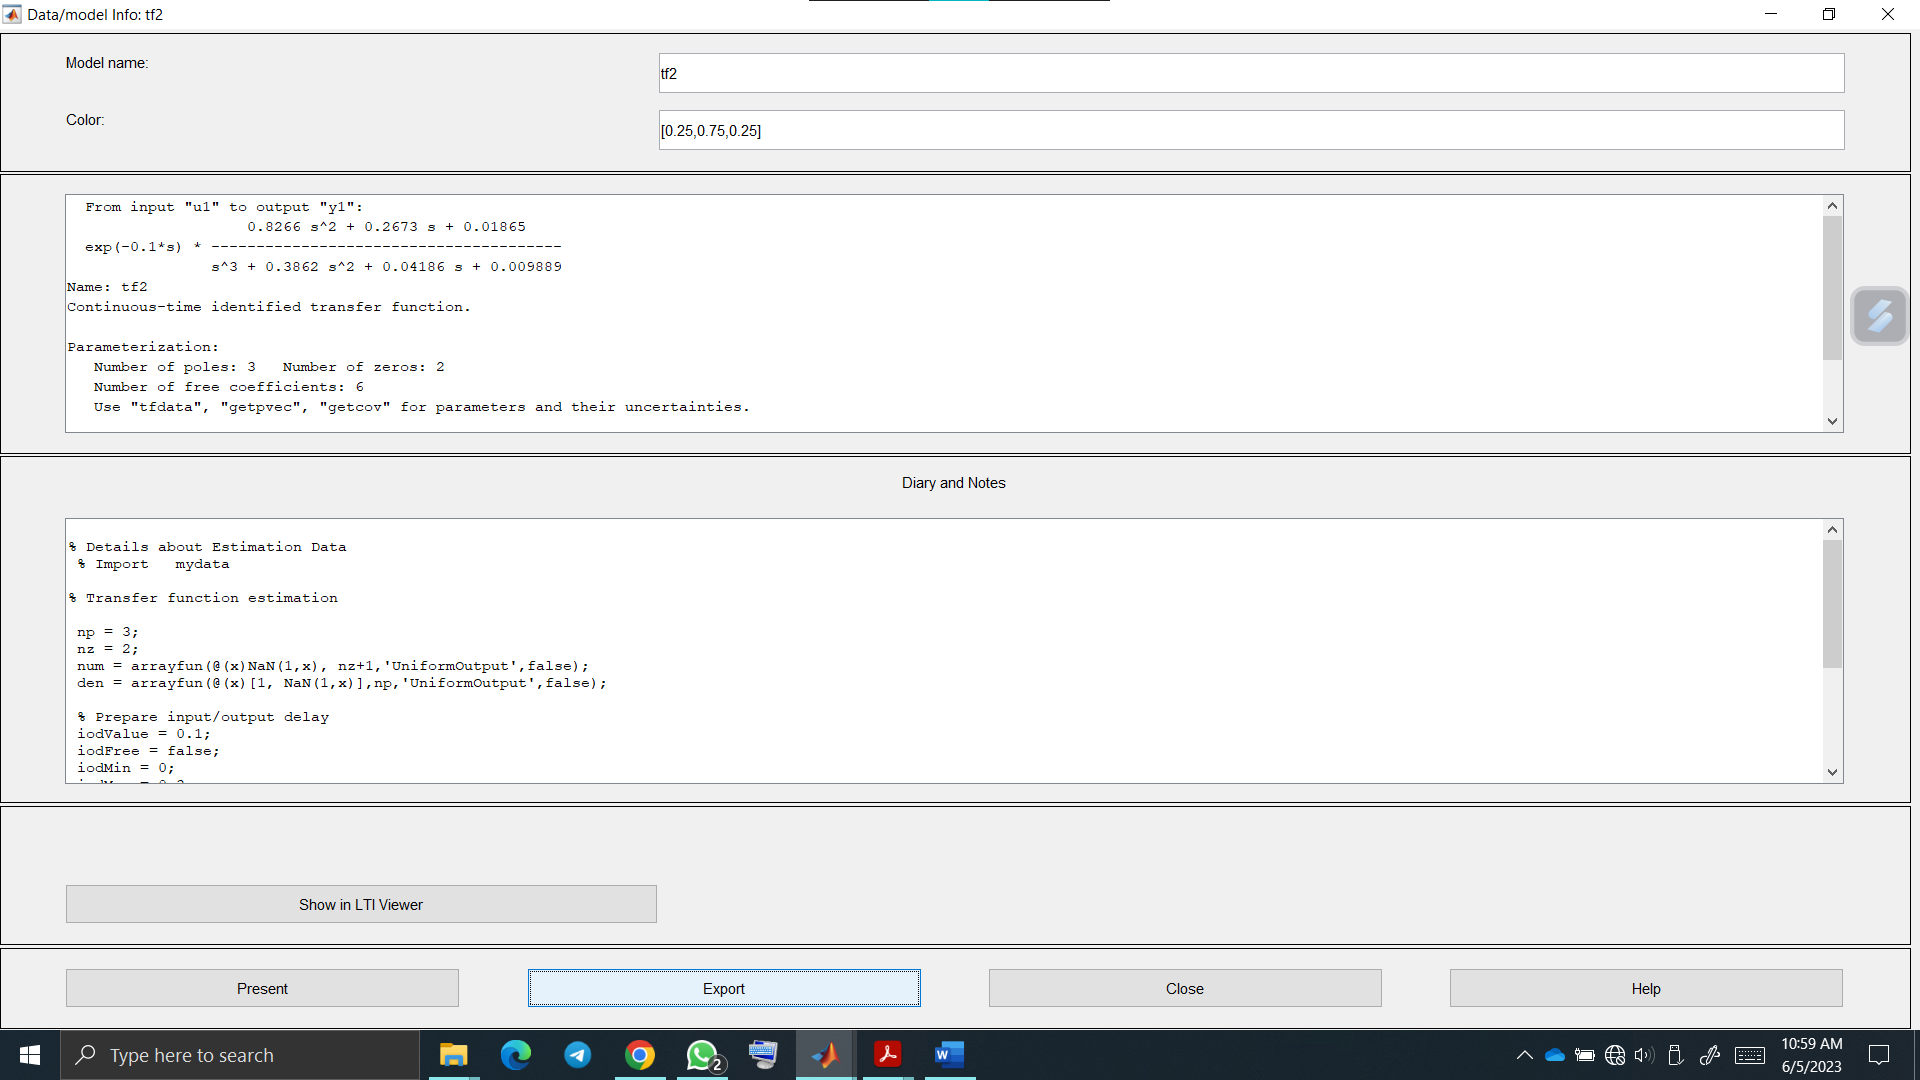 Data/model Info: tf2
Model name:
tf2
Color:
[0.25,0.75,0.25]
From input "u1" to output "y1":
0.8266 s^2 + 0.2673 s + 0.01865
exp(-0.1*s) * ---------------------------------------
s^3 + 0.3862 s^2 + 0.04186 s + 0.009889
Name: tf2
Continuous-time identified transfer function.
Parameterization:
Number of poles: 3   Number of zeros: 2
Number of free coefficients: 6
Use "tfdata", "getpvec", "getcov" for parameters and their uncertainties.
Diary and Notes
% Details about Estimation Data
% Import   mydata
% Transfer function estimation
np = 3;
nz = 2;
num = arrayfun(@(x)NaN(1,x), nz+1,'UniformOutput',false);
den = arrayfun(@(x)[1, NaN(1,x)],np,'UniformOutput',false);
% Prepare input/output delay
iodValue = 0.1;
iodFree = false;
iodMin = 0;
Show in LTI Viewer
Present
Export
Close
Help
Type here to search
2
10:59 AM
6/5/2023